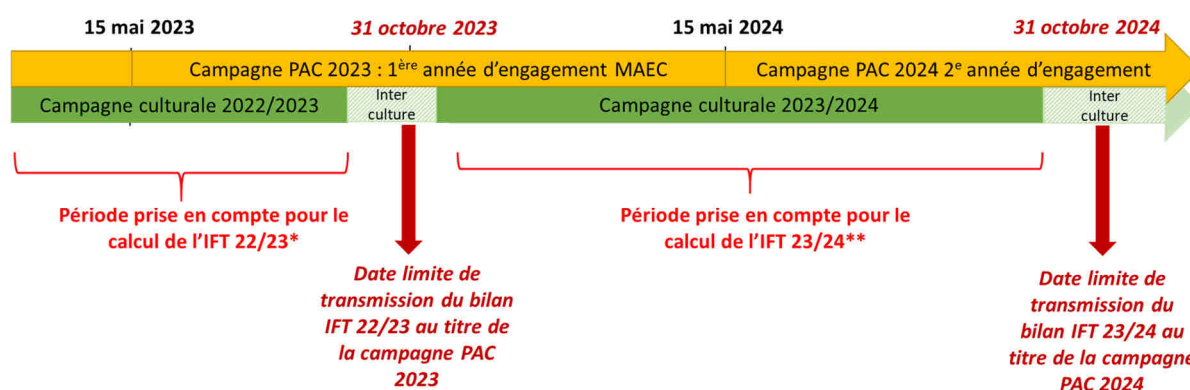 15 mai 2023
31 octobre 2023
15 mai 2024
31 octobre 2024
Campagne PAC 2023 : 1ère année d’engagement MAEC
Campagne PAC 2024 2e année d’engagement
Campagne culturale 2022/2023
Inter
culture
Campagne culturale 2023/2024
Inter
culture
Période prise en compte pour le
calcul de l’IFT 22/23*
Période prise en compte pour le
calcul de l’IFT 23/24**
Date limite de
transmission du bilan
IFT 22/23 au titre de
la campagne PAC
2023
Date limite de
transmission du
bilan IFT 23/24 au
titre de la campagne
PAC 2024